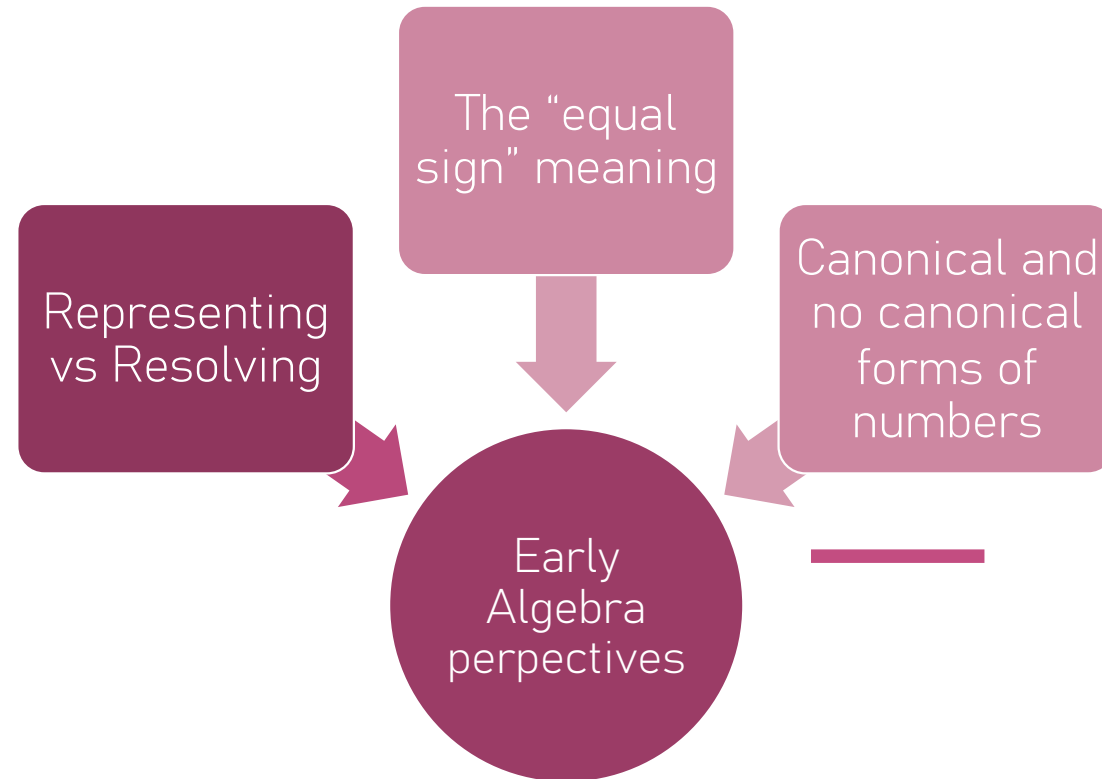 The “equal
sign” meaning
Representing
vs Resolving
Canonical and
no canonical
forms of
numbers
Early
Algebra
perpectives